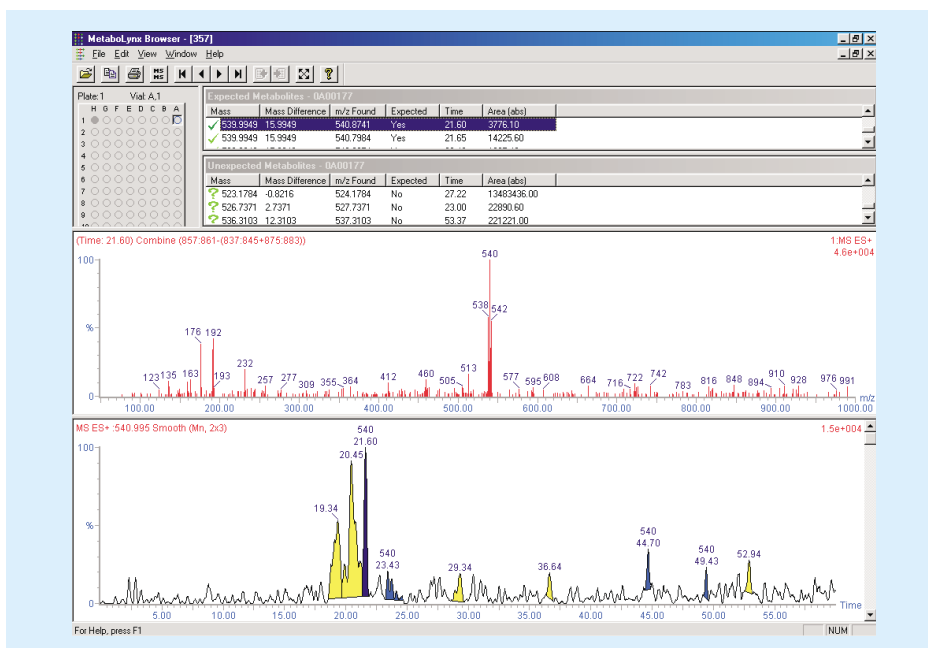 MetaboLynx Browser - [357]
File Edit View Window Help
MS
MS
Plate:1 Vial: A,1
H G F E D C B A
1
2
3
4
5
6
7
8
9
Expected Metabolites - 0A00177
Mass Mass Difference m/z Found Expected Time Area (abs)
539.9949 15.9949 540.8741 Yes 21.60 3776.10
539.9949 15.9949 540.7984 Yes 21.65 14225.60
Unexpected Metabolites - 0A00177
Mass Mass Difference m/z Found Expected Time Area (abs)
523.1784 -0.8216 524.1784 No 27.22 13483436.00
526.7371 2.7371 527.7371 No 23.00 22890.60
536.3103 12.3103 537.3103 No 53.37 221221.00
(Time: 21.60) Combine (857:861-(837:845+875:883))
1:MS ES+
4.6e+004
100
%
0
540
538
542
176 192
232
123 135 163 193 257 277 309 355 364 412 460 505 513 577 595 608 664 716 722 742 783 816 848 894 910 928 976 991
m/z
100.00 200.00 300.00 400.00 500.00 600.00 700.00 800.00 900.00 1000.00
MS ES+ :540.995 Smooth (Mn, 2x3)
1.5e+004
100
%
0
540
21.60
20.45
19.34
540
23.43
29.34
36.64
540
44.70
540
49.43
52.94
Time
5.00 10.00 15.00 20.00 25.00 30.00 35.00 40.00 45.00 50.00 55.00
For Help, press F1
NUM